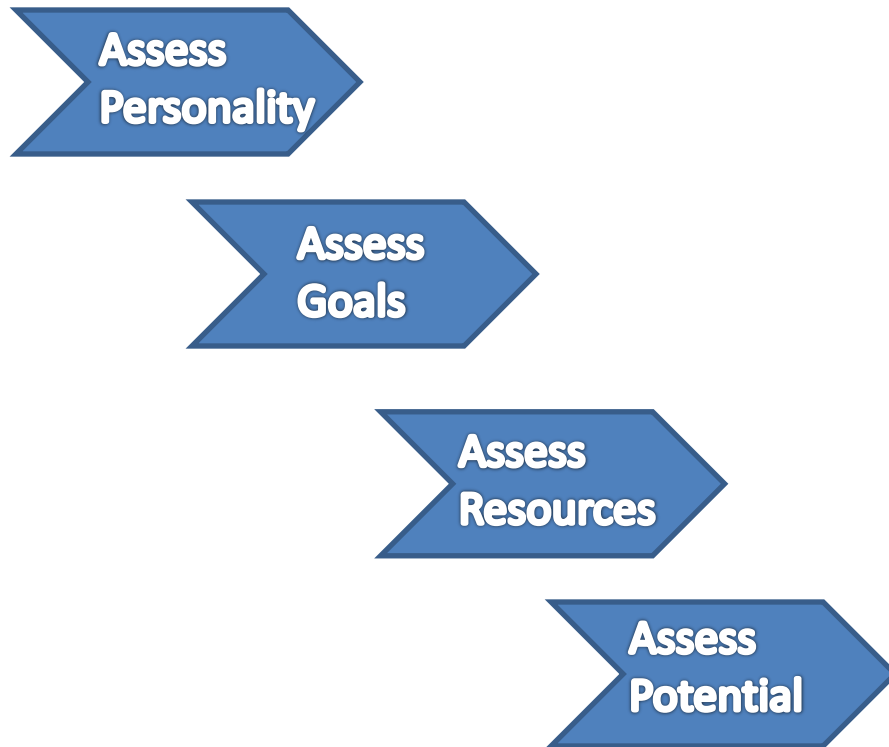 Assess
Personality
Assess
Goals
Assess
Resources
Assess
Potential